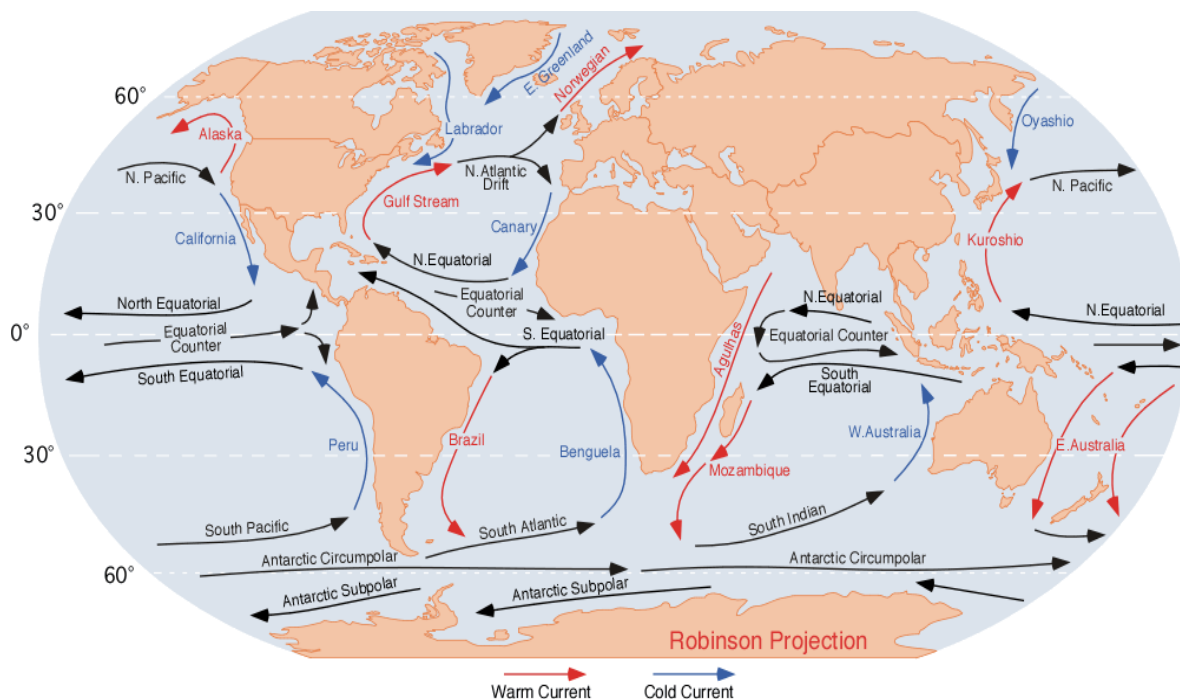 E. Greenland
Norwegian
60°
Alaska
Labrador
Oyashio
N. Pacific
N. Atlantic
Drift
N. Pacific
30°
Gulf Stream
California
Canary
Kuroshio
N.Equatorial
North Equatorial
Equatorial
Counter
N.Equatorial
N.Equatorial
0°
Equatorial
Counter
S. Equatorial
Agulhas
Equatorial Counter
South Equatorial
South
Equatorial
Peru
Brazil
Benguela
W.Australia
E.Australia
30°
Mozambique
South Pacific
South Atlantic
South Indian
Antarctic Circumpolar
Antarctic Circumpolar
60°
Antarctic Subpolar
Antarctic Subpolar
Robinson Projection
Warm Current
Cold Current